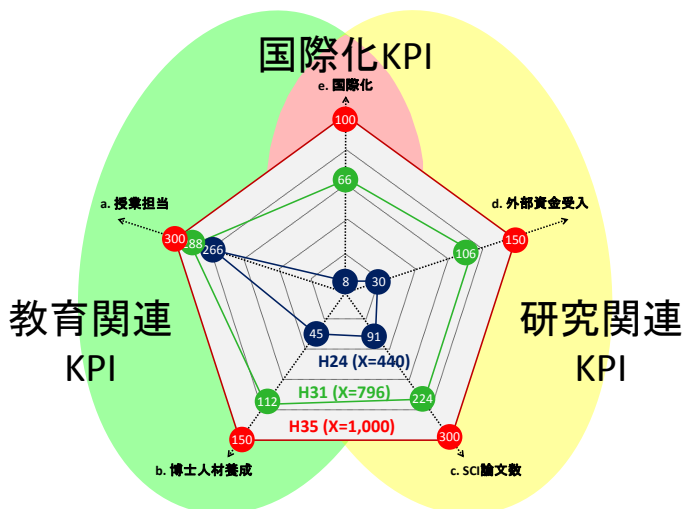 国際化KPI
e. 国際化
100
66
a. 授業担当
d. 外部資金受入
300
288
266
150
106
8
30
教育関連
KPI
研究関連
KPI
45
91
H24 (X=440)
H31 (X=796)
112
224
H35 (X=1,000)
150
300
b. 博士人材養成
c. SCI論文数